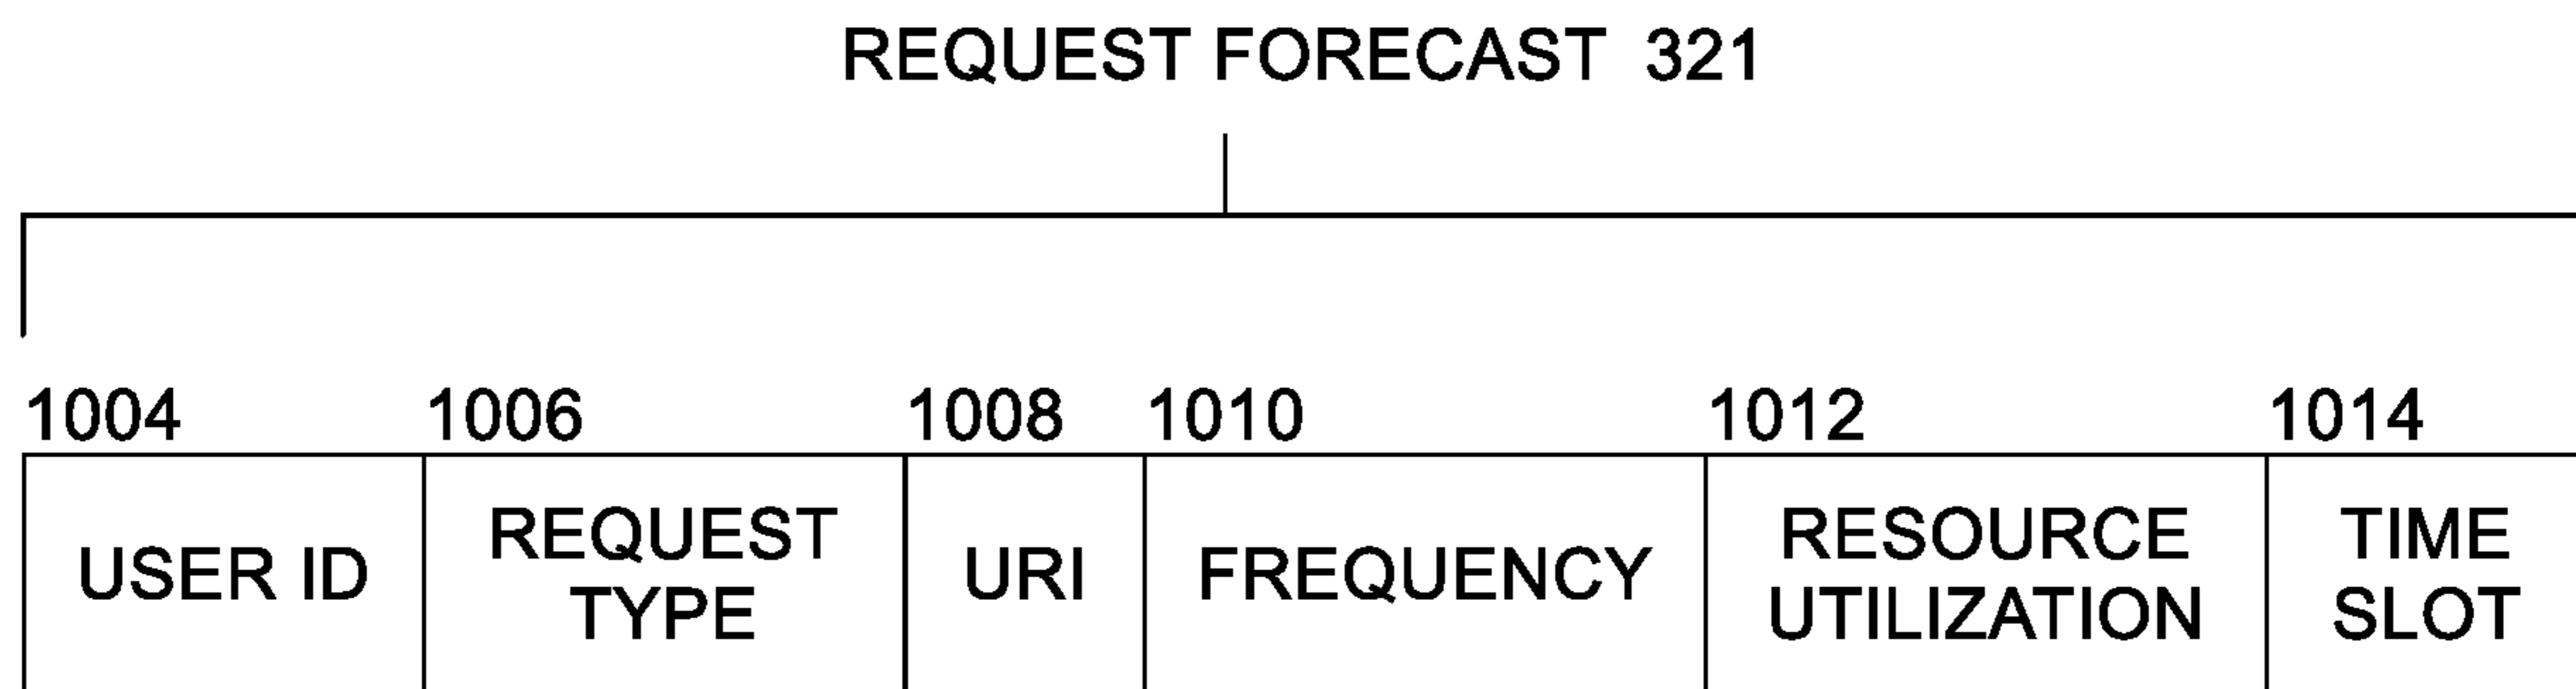 REQUEST FORECAST 321
1004 1006 1008 1010 1012 1014
USER ID
REQUEST
TYPE
URI
FREQUENCY
RESOURCE
UTILIZATION
TIME
SLOT